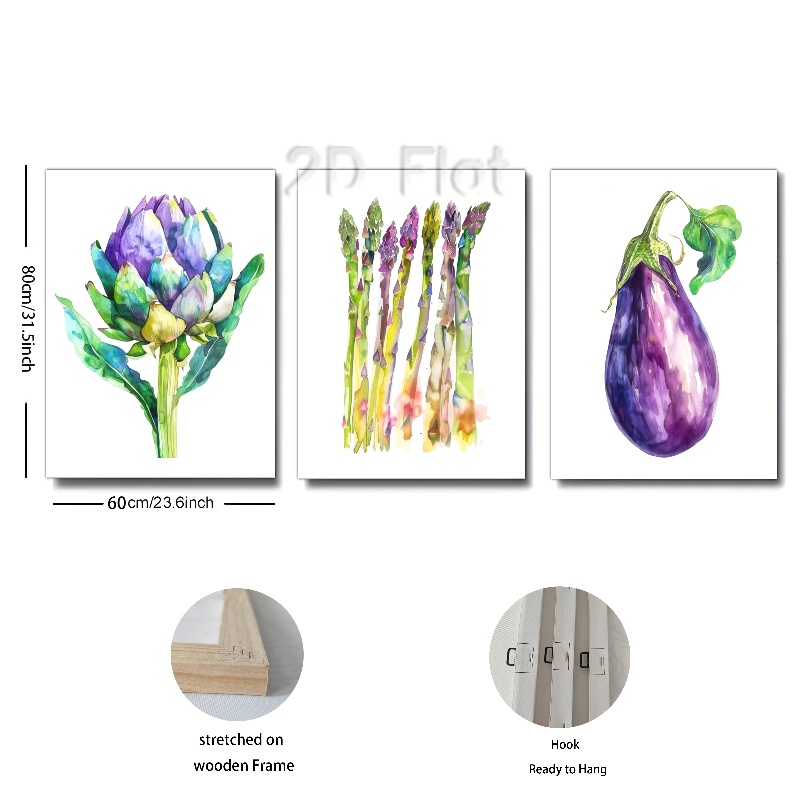 2D Flat
80cm/31.5inch
60cm/23.6inch
stretched on
wooden Frame
Hook
Ready to Hang